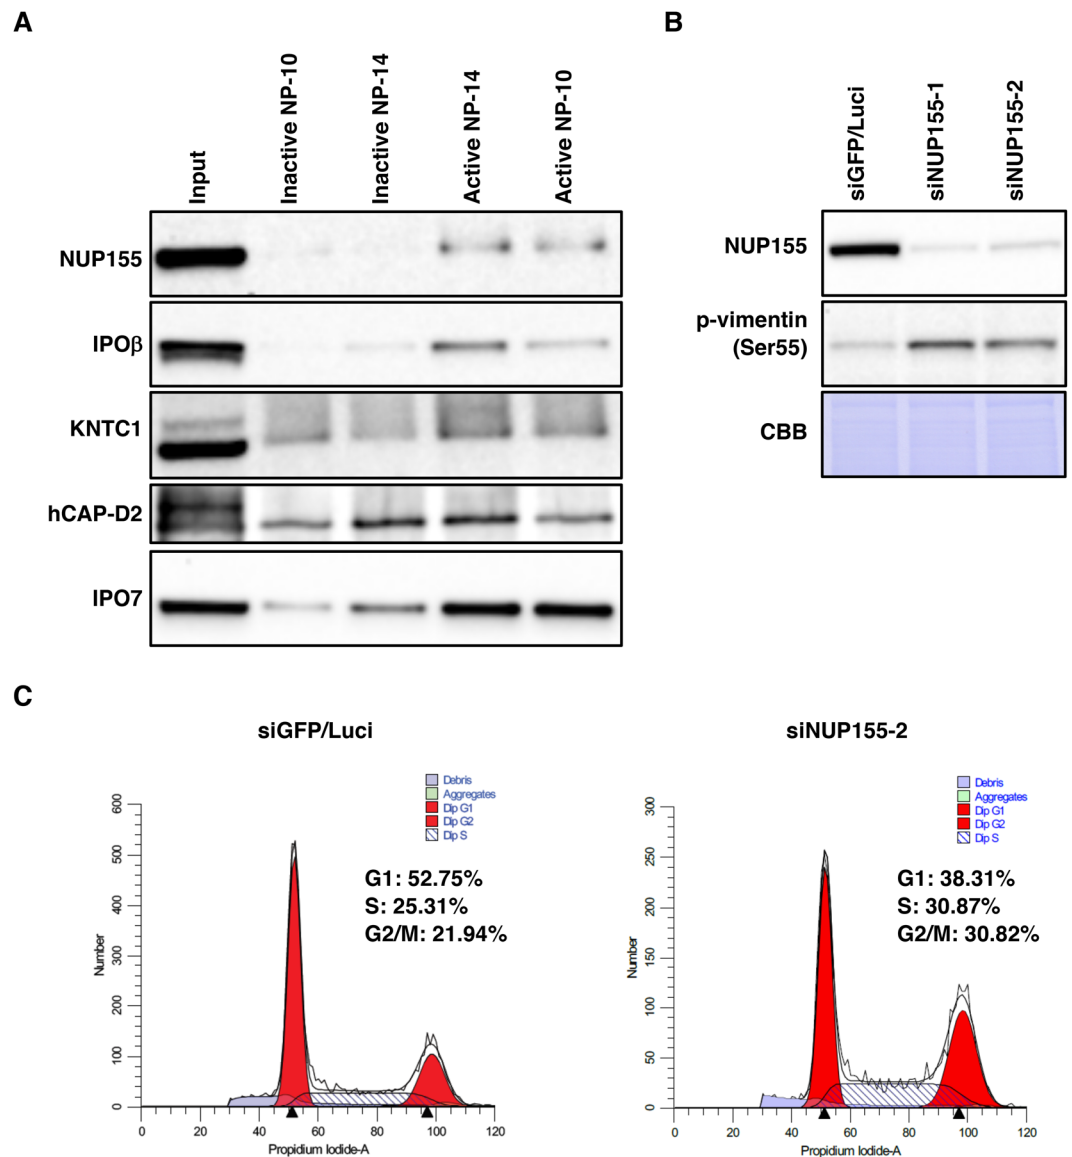 A
B
Input
Inactive NP-10
Inactive NP-14
Active NP-14
Active NP-10
NUP155
IPOβ
KNTC1
hCAP-D2
IPO7
siGFP/Luci
siNUP155-1
siNUP155-2
NUP155
p-vimentin
(Ser55)
CBB
C
siGFP/Luci
Debris
Aggregates
Dip G1
Dip G2
Dip S
G1: 52.75%
S: 25.31%
G2/M: 21.94%
Number
600
500
400
300
200
100
0
0 20 40 60 80 100 120
Propidium Iodide-A
siNUP155-2
Debris
Aggregates
Dip G1
Dip G2
Dip S
G1: 38.31%
S: 30.87%
G2/M: 30.82%
Number
300
250
200
150
100
50
0
0 20 40 60 80 100 120
Propidium Iodide-A